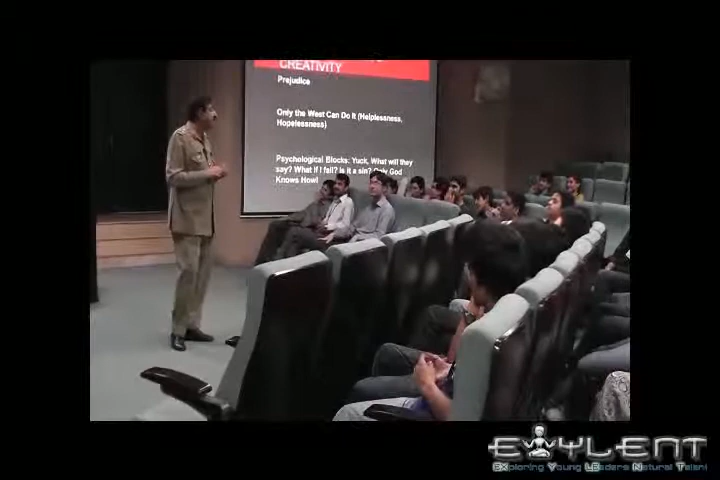 CREATIVITY
Prejudice
Only the West Can Do It (Helplessness,
Hopelessness)
Psychological Blocks: Yuck, What will they
say? What if I fail? Is it a sin? Only God
Knows How!
EXYLENT
EXploring Young LEaders Natural Talent